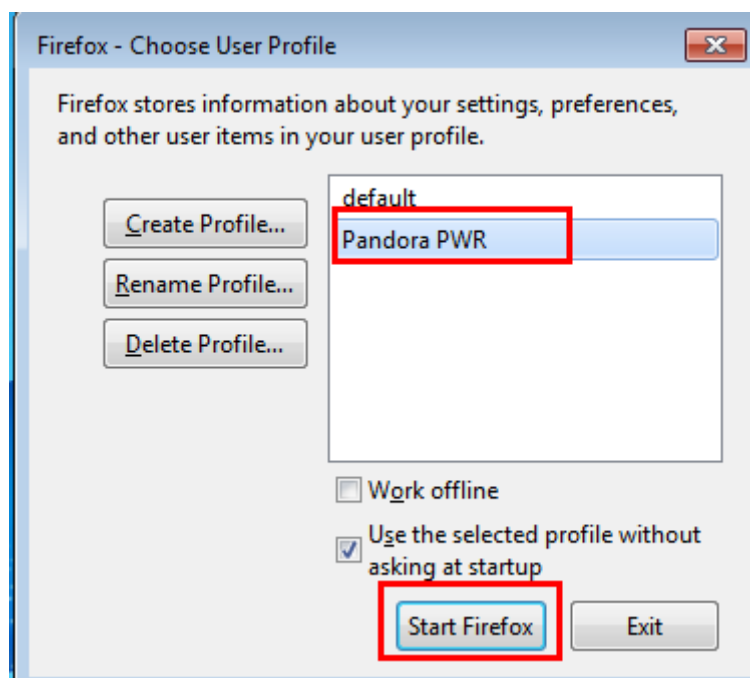 Firefox - Choose User Profile
Firefox stores information about your settings, preferences,
and other user items in your user profile.
Create Profile...
Rename Profile...
Delete Profile...
default
Pandora PWR
Work offline
Use the selected profile without
asking at startup
Start Firefox
Exit